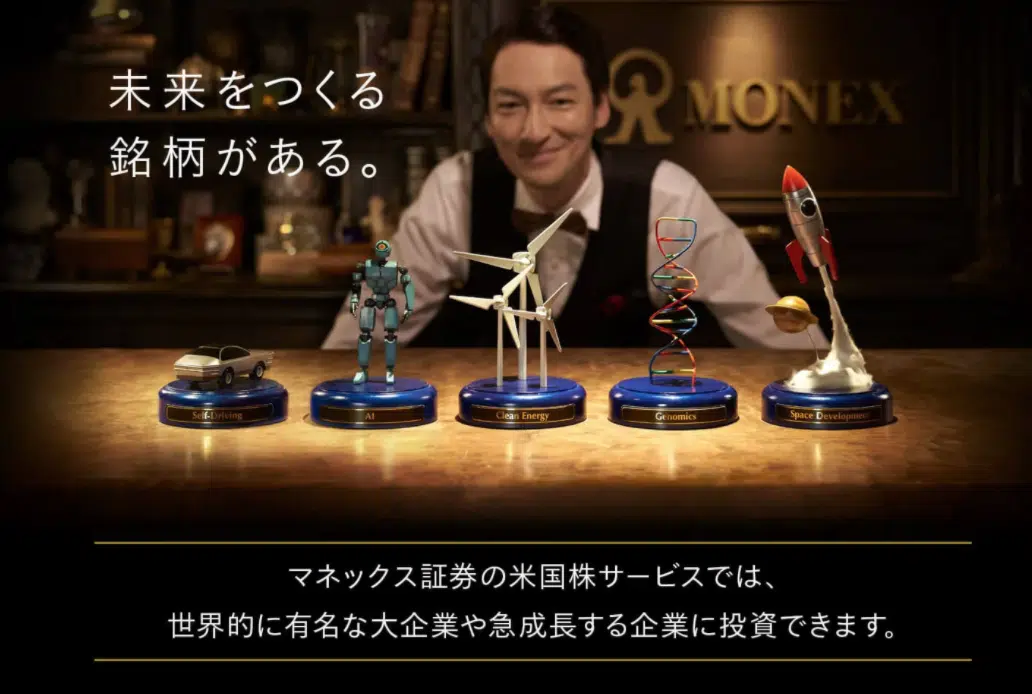 未来をつくる
銘柄がある。
MONEX
Self-Driving
AI
Clean Energy
Genomics
Space Development
マネックス証券の米国株サービスでは、
世界的に有名な大企業や急成長する企業に投資できます。